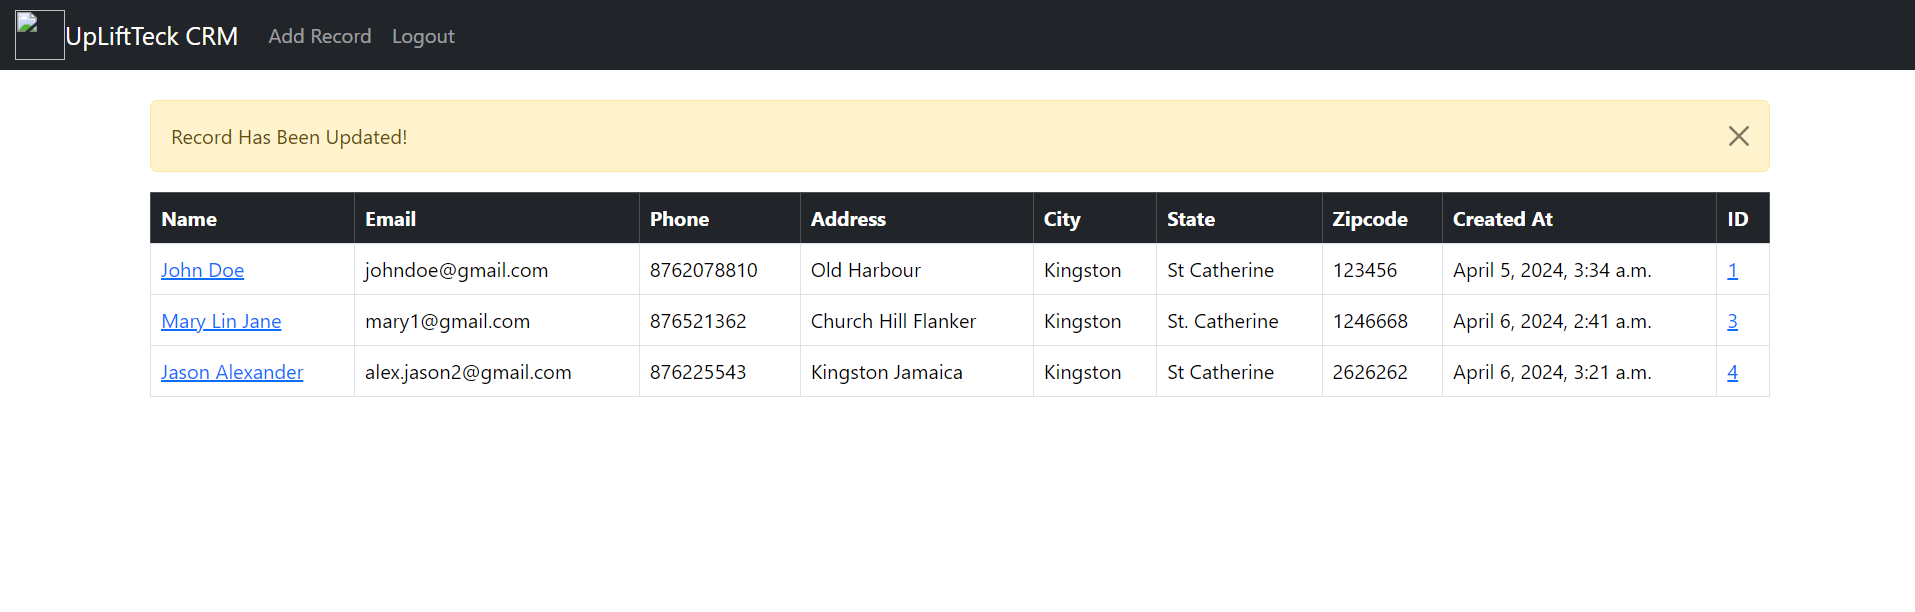 UpLiftTeck CRM Add Record Logout
Record Has Been Updated!
Name Email Phone Address City State Zipcode Created At ID
John Doe johndoe@gmail.com 8762078810 Old Harbour Kingston St Catherine 123456 April 5, 2024, 3:34 a.m. 1
Mary Lin Jane mary1@gmail.com 876521362 Church Hill Flanker Kingston St. Catherine 1246668 April 6, 2024, 2:41 a.m. 3
Jason Alexander alex.jason2@gmail.com 876225543 Kingston Jamaica Kingston St Catherine 2626262 April 6, 2024, 3:21 a.m. 4